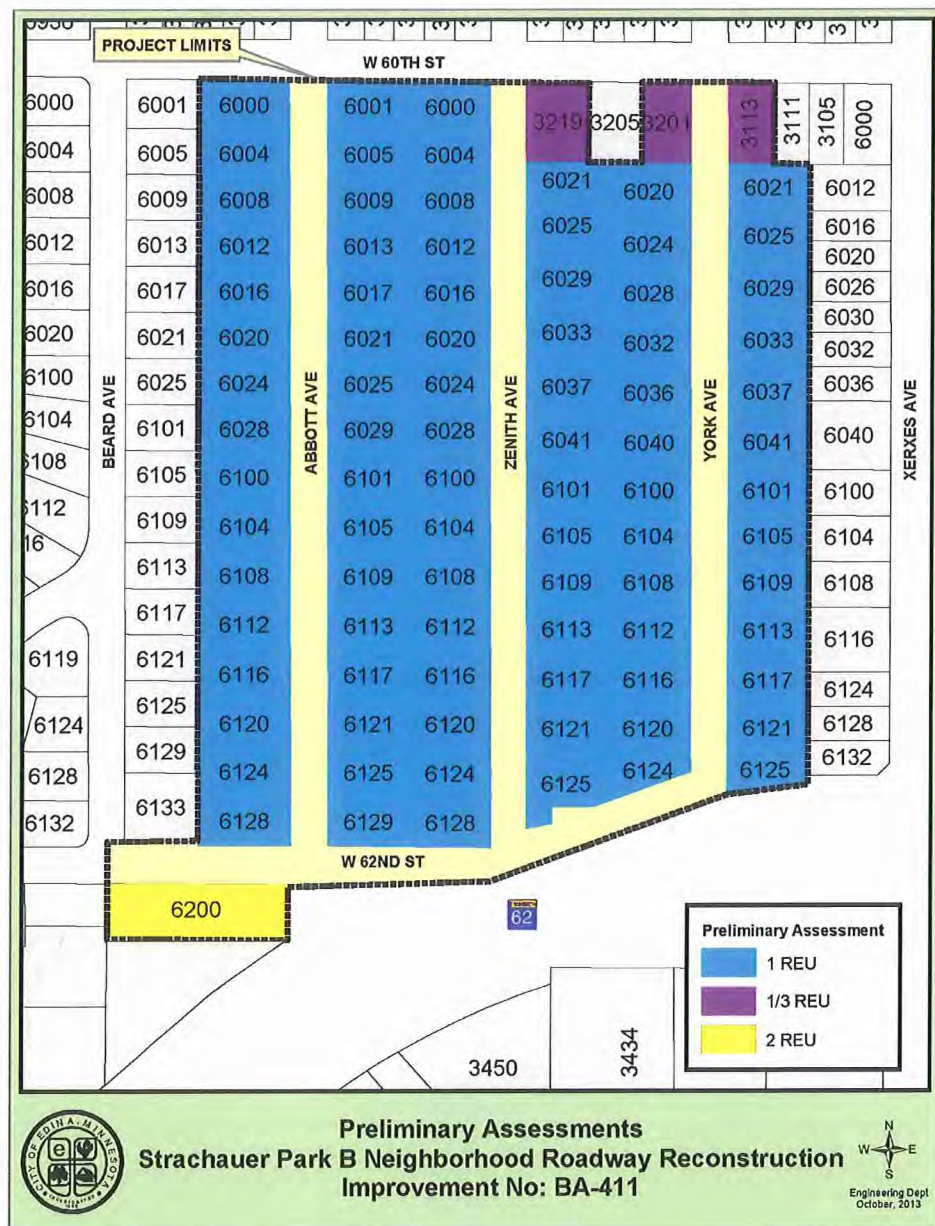 PROJECT LIMITS
W 60TH ST
6000 6001 6000 6001 6000 3219 3205 3201 3113 3111 3105 6000
6004 6005 6004 6005 6004
6008 6009 6008 6009 6008 6021 6020 6021 6012
6012 6013 6012 6013 6012 6025 6024 6025 6016
6020
6016 6017 6016 6017 6016 6029 6028 6029 6026
6030
6020 6021 6020 6021 6020 6033 6032 6033 6032
6100 6025 6024 6025 6024 6037 6036 6037 6036
BEARD AVE
ABBOTT AVE
ZENITH AVE
YORK AVE
XERXES AVE
6104 6101 6028 6029 6028 6041 6040 6041 6040
6108 6105 6100 6101 6100 6101 6100 6101 6100
6112 6109 6104 6105 6104 6105 6104 6105 6104
16 6113 6108 6109 6108 6109 6108 6109 6108
6117 6112 6113 6112 6113 6112 6113 6116
6119 6121 6116 6117 6116 6117 6116 6117 6124
6124 6125 6120 6121 6120 6121 6120 6121 6128
6128 6129 6124 6125 6124 6125 6124 6125 6132
6132 6133 6128 6129 6128
W 62ND ST
6200
62
3450
3434
Preliminary Assessment
1 REU
1/3 REU
2 REU
CITY OF EDINA, MINNESOTA
e
Preliminary Assessments
Strachauer Park B Neighborhood Roadway Reconstruction
Improvement No: BA-411
N
W E
S
Engineering Dept
October, 2013